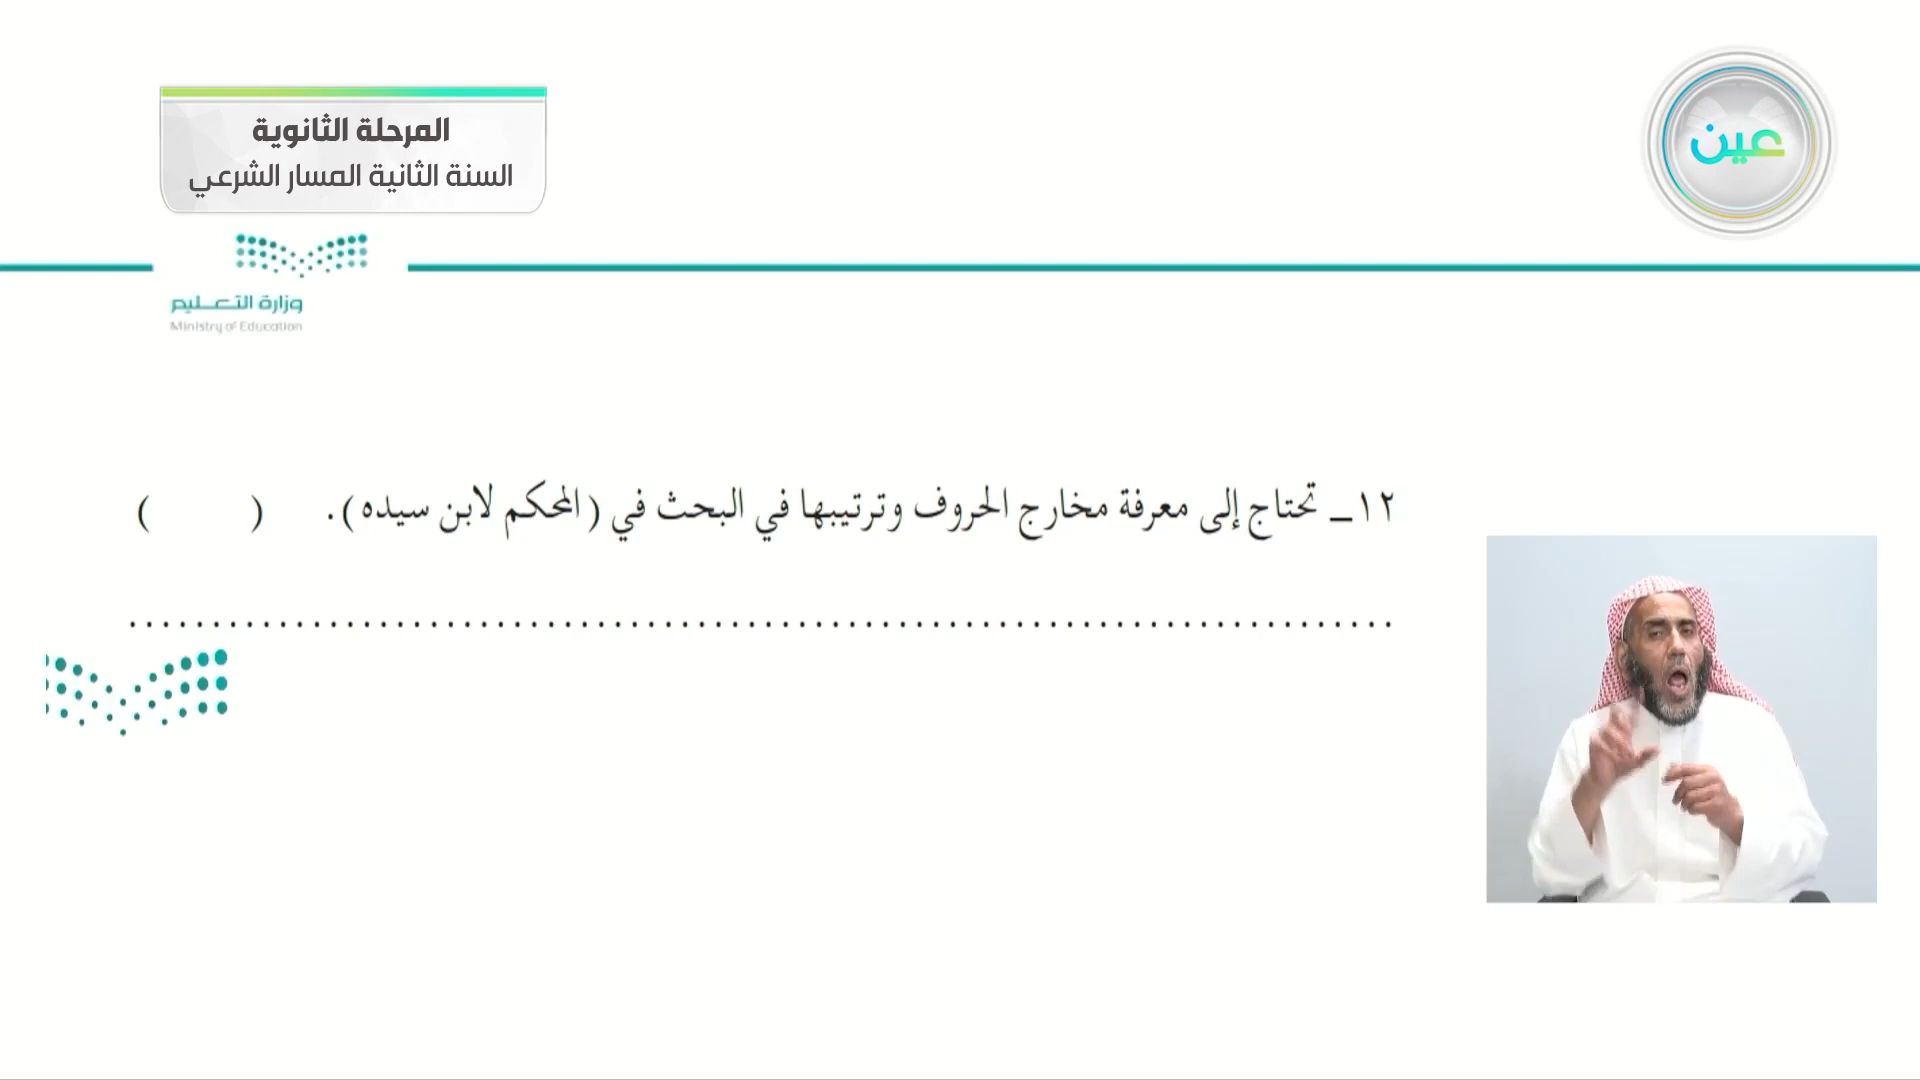 المرحلة الثانوية
السنة الثانية المسار الشرعي
عين
وزارة التعليم
Ministry of Education
١٢ـ تحتاج إلى معرفة مخارج الحروف وترتيبها في البحث في (المحكم لابن سيده). (        )
................................................................................